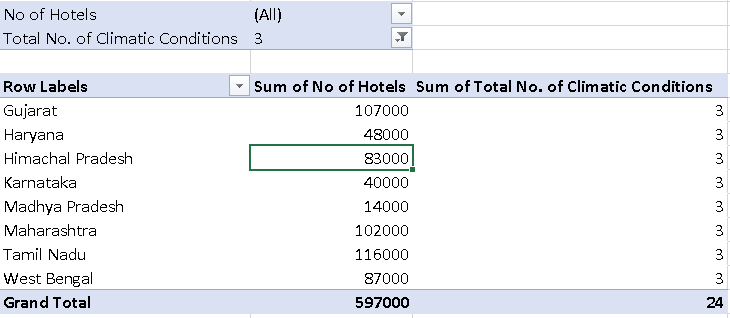 No of Hotels (All)
Total No. of Climatic Conditions 3
Row Labels Sum of No of Hotels Sum of Total No. of Climatic Conditions
Gujarat 107000 3
Haryana 48000 3
Himachal Pradesh 83000 3
Karnataka 40000 3
Madhya Pradesh 14000 3
Maharashtra 102000 3
Tamil Nadu 116000 3
West Bengal 87000 3
Grand Total 597000 24